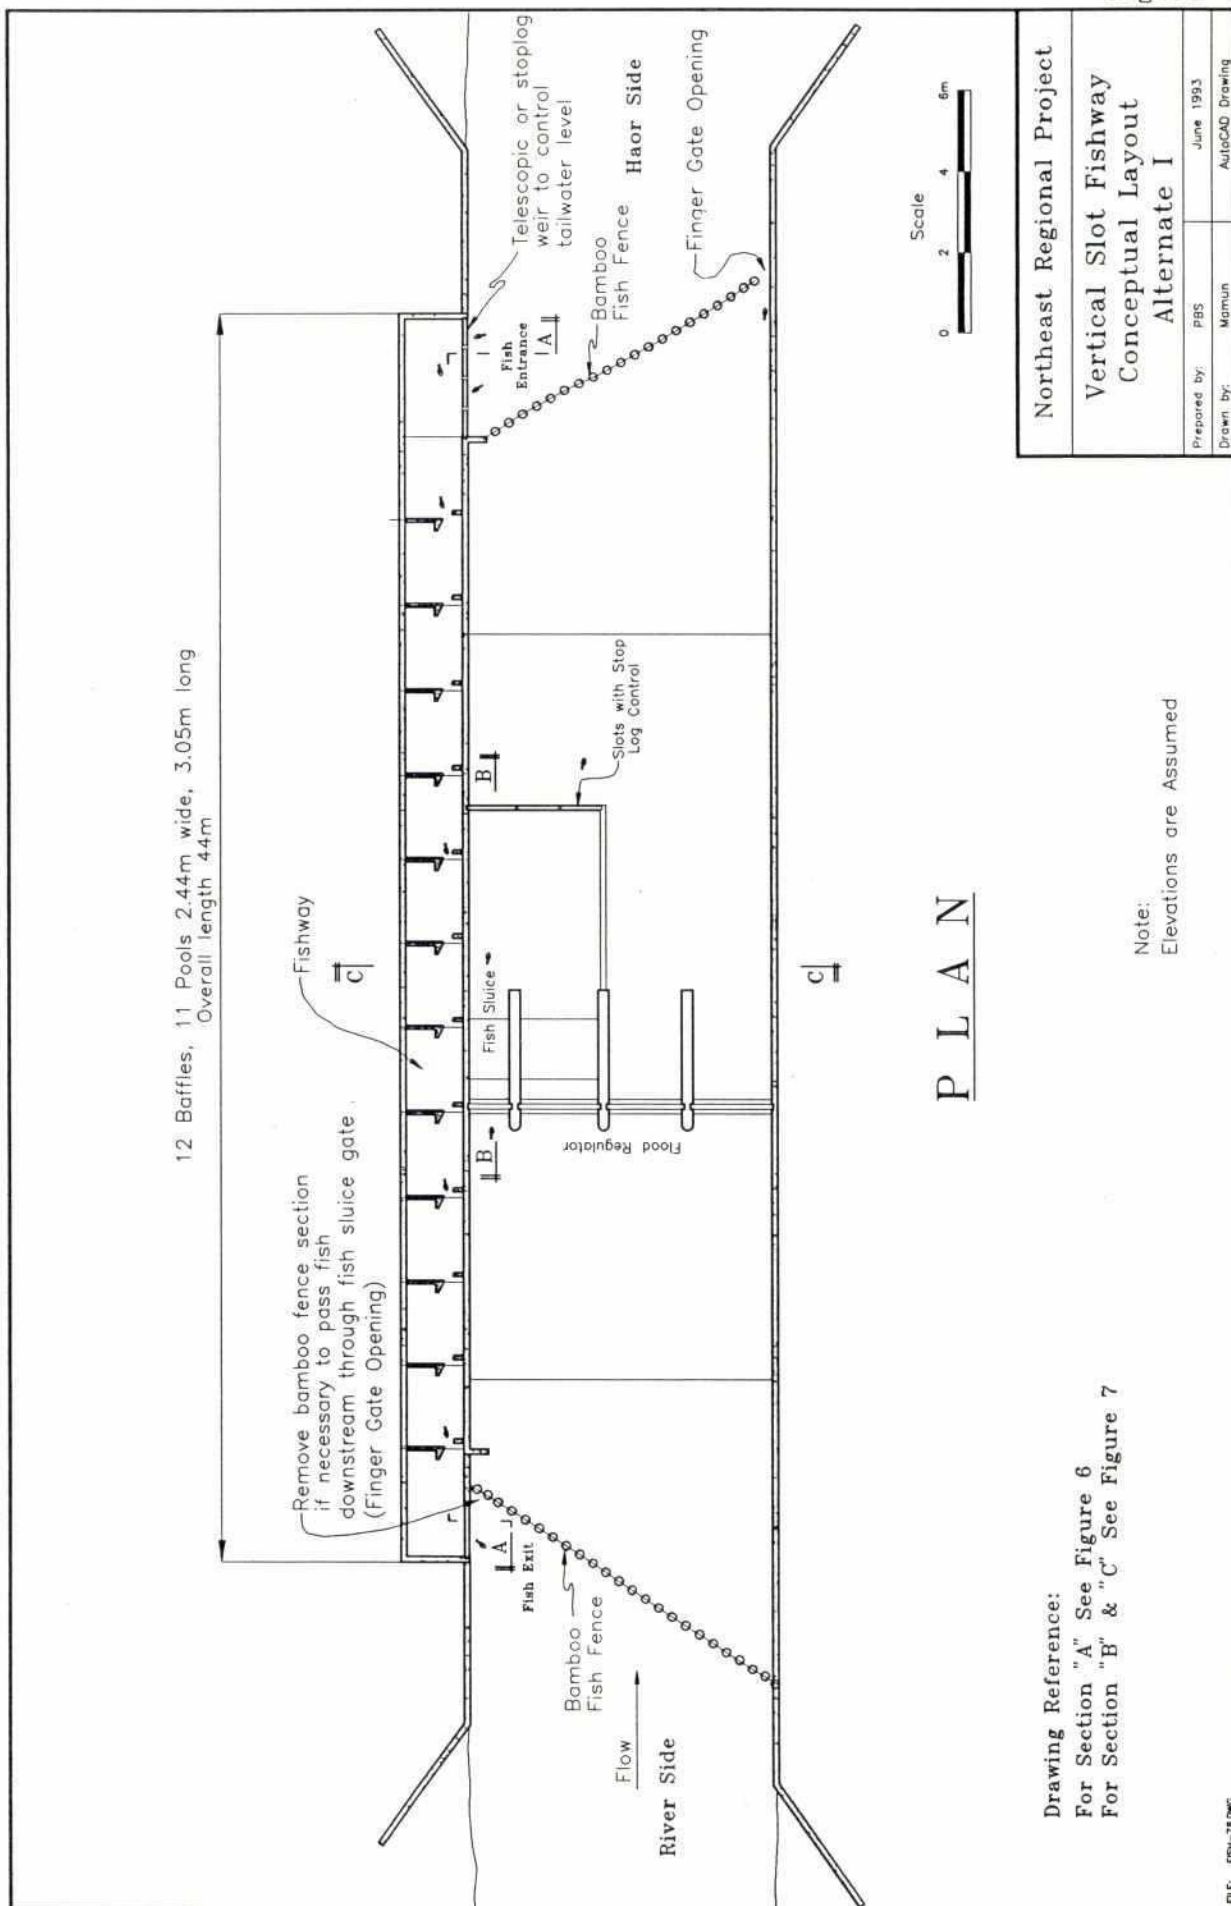 12 Baffles, 11 Pools 2.44m wide, 3.05m long
Overall length 44m
Remove bamboo fence section
if necessary to pass fish
downstream through fish sluice gate
(Finger Gate Opening)
Fishway
C
A
Fish Exit
B
Fish Sluice
B
Fish
Entrance
A
Telescopic or stoplog
weir to control
tailwater level
Bamboo
Fish Fence
Flow
River Side
Flood Regulator
Slots with Stop
Log Control
Bamboo
Fish Fence
Haor Side
Finger Gate Opening
C
PLAN
Scale
0 2 4 6m
Note:
Elevations are Assumed
Drawing Reference:
For Section "A" See Figure 6
For Section "B" & "C" See Figure 7
Northeast Regional Project
Vertical Slot Fishway
Conceptual Layout
Alternate I
Prepared by: PBS June 1993
Drawn by: Mamun AutoCAD Drawing